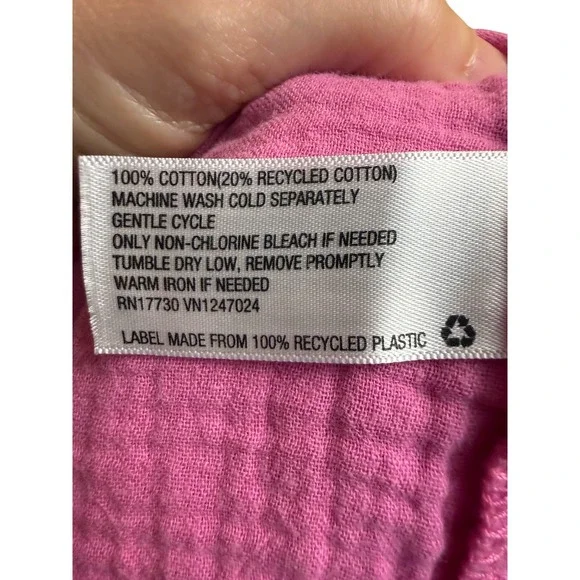 100% COTTON(20% RECYCLED COTTON)
MACHINE WASH COLD SEPARATELY
GENTLE CYCLE
ONLY NON-CHLORINE BLEACH IF NEEDED
TUMBLE DRY LOW, REMOVE PROMPTLY
WARM IRON IF NEEDED
RN17730 VN1247024
LABEL MADE FROM 100% RECYCLED PLASTIC